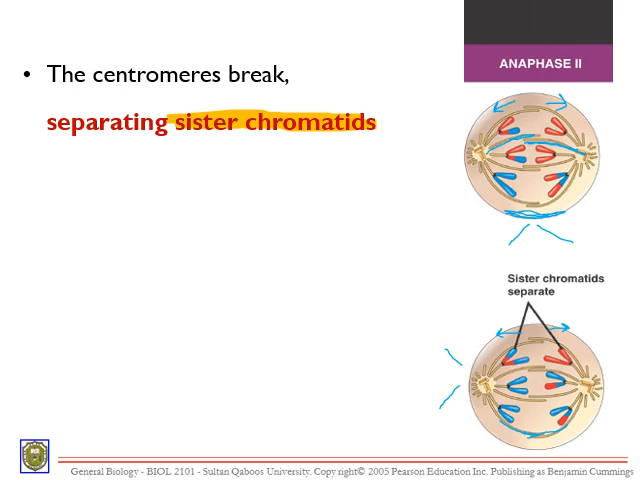 ANAPHASE II
• The centromeres break,
separating sister chromatids
Sister chromatids
separate
General Biology - BIOL 2101 - Sultan Qaboos University. Copy right© 2005 Pearson Education Inc. Publishing as Benjamin Cummings